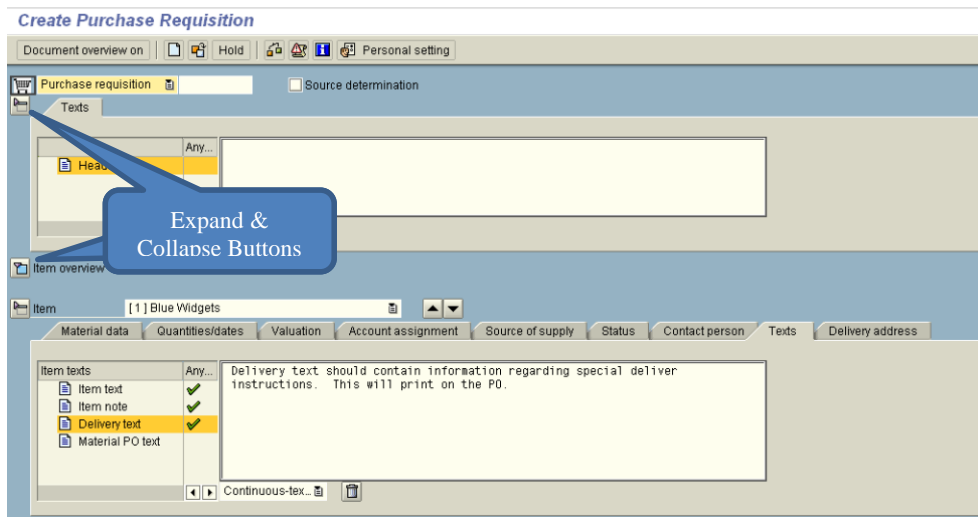 Create Purchase Requisition
Document overview on Hold Personal setting
Purchase requisition Source determination
Texts
Any...
Expand &
Collapse Buttons
Item overview
Item [ 1 ] Blue Widgets
Material data Quantities/dates Valuation Account assignment Source of supply Status Contact person Texts Delivery address
Item texts Any... Delivery text should contain information regarding special deliver
Item text instructions. This will print on the PO.
Item note
Delivery text
Material PO text
Continuous-tex...